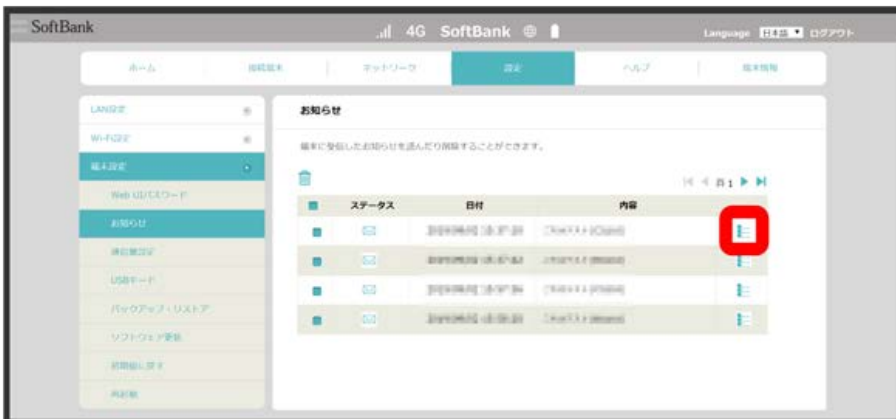 SoftBank
4G SoftBank
Language 日本語 ログアウト
ホーム 接続端末 ネットワーク 設定 ヘルプ 端末情報
LAN設定
Wi-Fi設定
端末設定
Web UIパスワード
お知らせ
通信量設定
USBモード
バックアップ・リストア
ソフトウェア更新
初期値に戻す
再起動
お知らせ
端末に受信したお知らせを読んだり削除することができます。
頁1
ステータス 日付 内容